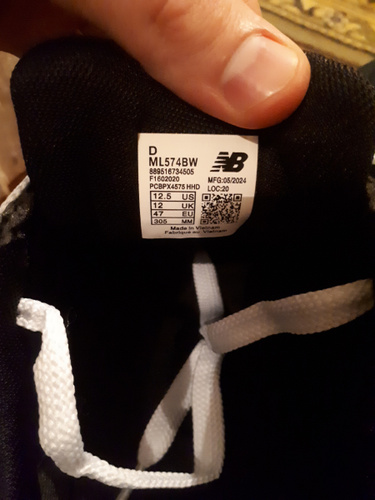 D
ML574BW
889516734505
F1602020
PCBPX4575 HHD
NB
MFG:05/2024
LOC:20
12.5 US
12 UK
47 EU
305 MM
Made in Vietnam
Fabriqué au Vietnam